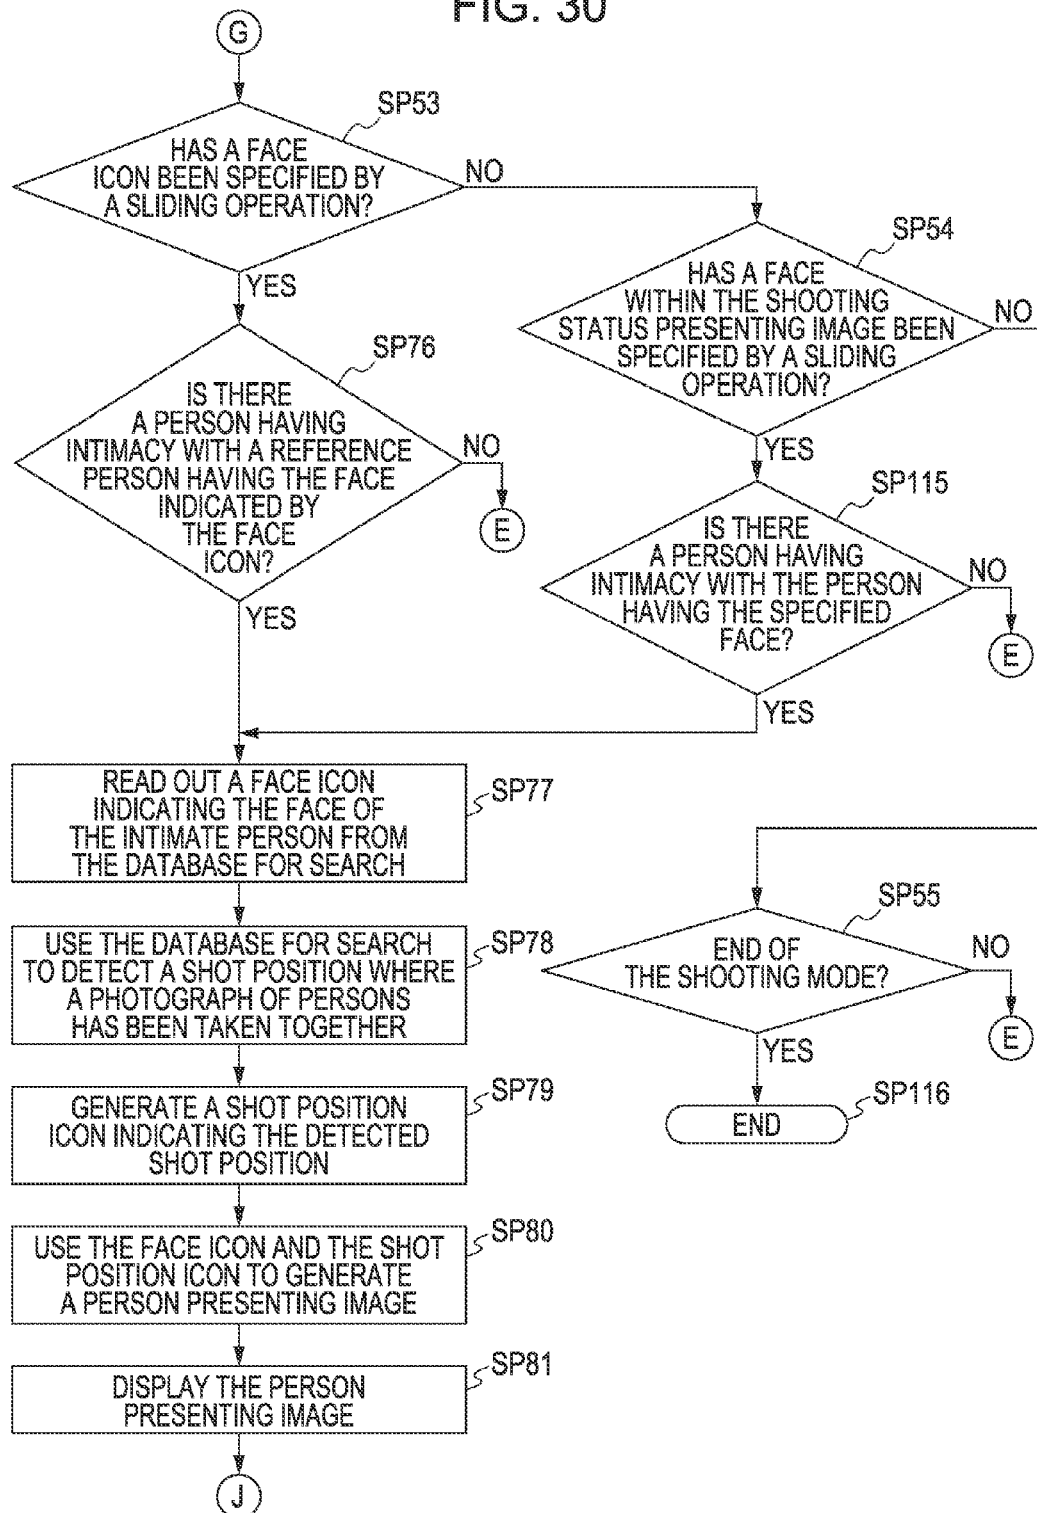 FIG. 30
G
SP53
HAS A FACE
ICON BEEN SPECIFIED BY
A SLIDING OPERATION?
NO
YES
SP54
HAS A FACE
WITHIN THE SHOOTING
STATUS PRESENTING IMAGE BEEN
SPECIFIED BY A SLIDING
OPERATION?
NO
YES
SP76
IS THERE
A PERSON HAVING
INTIMACY WITH A REFERENCE
PERSON HAVING THE FACE
INDICATED BY
THE FACE
ICON?
NO
E
YES
SP115
IS THERE
A PERSON HAVING
INTIMACY WITH THE PERSON
HAVING THE SPECIFIED
FACE?
NO
E
YES
READ OUT A FACE ICON
INDICATING THE FACE OF
THE INTIMATE PERSON FROM
THE DATABASE FOR SEARCH
SP77
USE THE DATABASE FOR SEARCH
TO DETECT A SHOT POSITION WHERE
A PHOTOGRAPH OF PERSONS
HAS BEEN TAKEN TOGETHER
SP78
SP55
END OF
THE SHOOTING MODE?
NO
E
YES
SP116
END
GENERATE A SHOT POSITION
ICON INDICATING THE DETECTED
SHOT POSITION
SP79
USE THE FACE ICON AND THE SHOT
POSITION ICON TO GENERATE
A PERSON PRESENTING IMAGE
SP80
DISPLAY THE PERSON
PRESENTING IMAGE
SP81
J